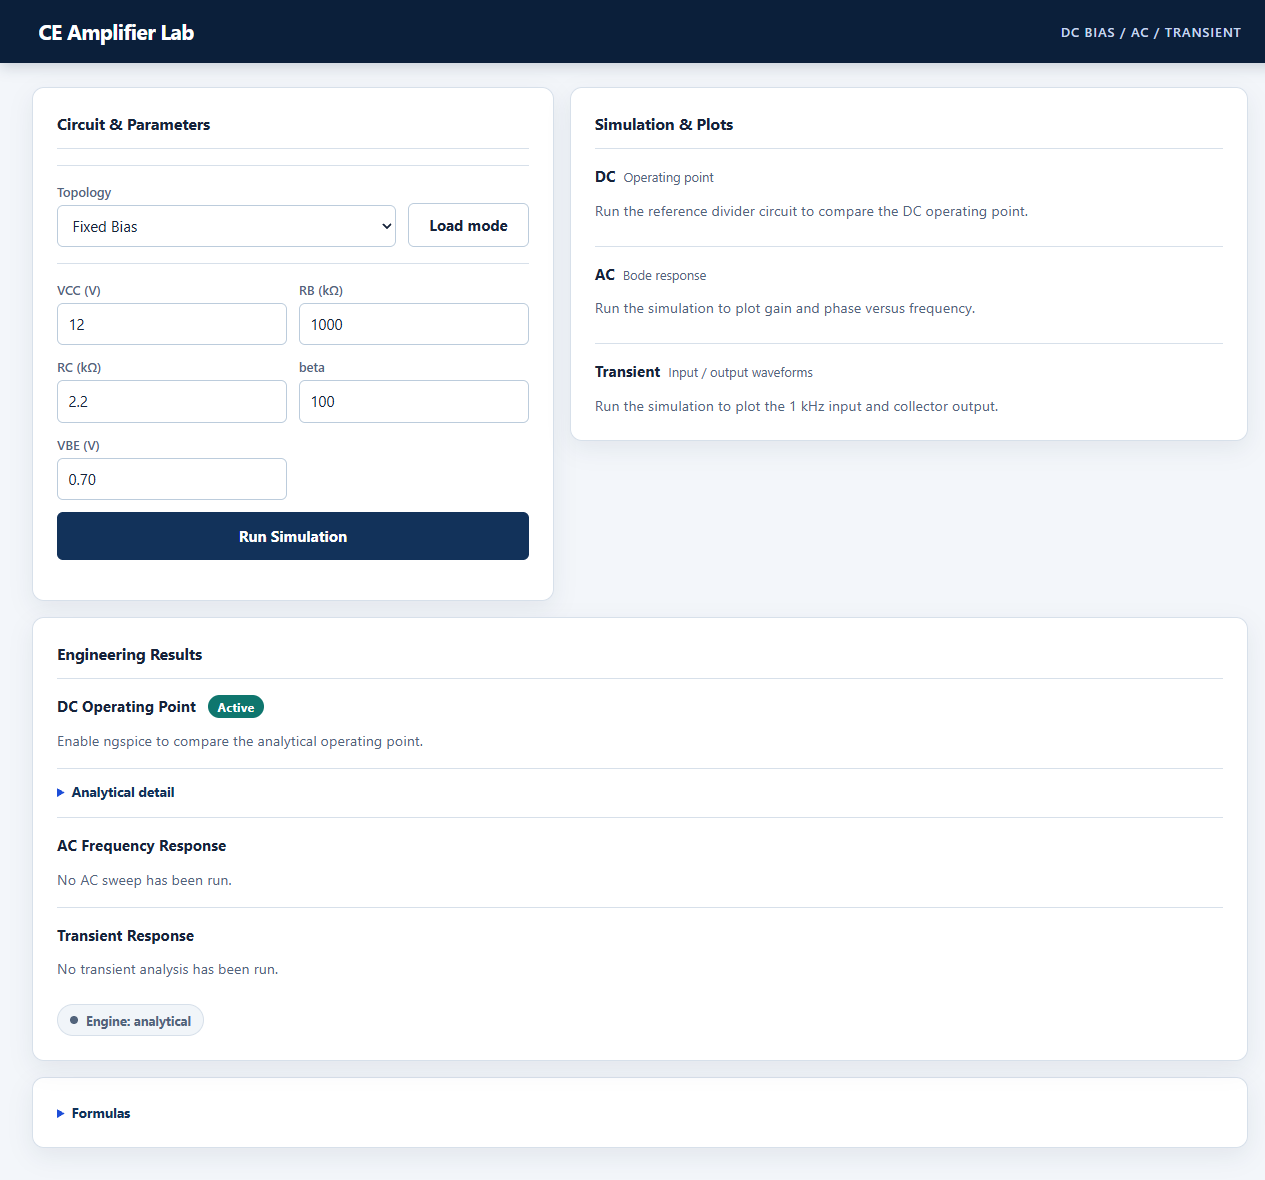 CE Amplifier Lab
DC BIAS / AC / TRANSIENT
Circuit & Parameters
Topology
Fixed Bias
Load mode
VCC (V)
RB (kΩ)
12
1000
RC (kΩ)
beta
2.2
100
VBE (V)
0.70
Run Simulation
Simulation & Plots
DC Operating point
Run the reference divider circuit to compare the DC operating point.
AC Bode response
Run the simulation to plot gain and phase versus frequency.
Transient Input / output waveforms
Run the simulation to plot the 1 kHz input and collector output.
Engineering Results
DC Operating Point Active
Enable ngspice to compare the analytical operating point.
Analytical detail
AC Frequency Response
No AC sweep has been run.
Transient Response
No transient analysis has been run.
Engine: analytical
Formulas